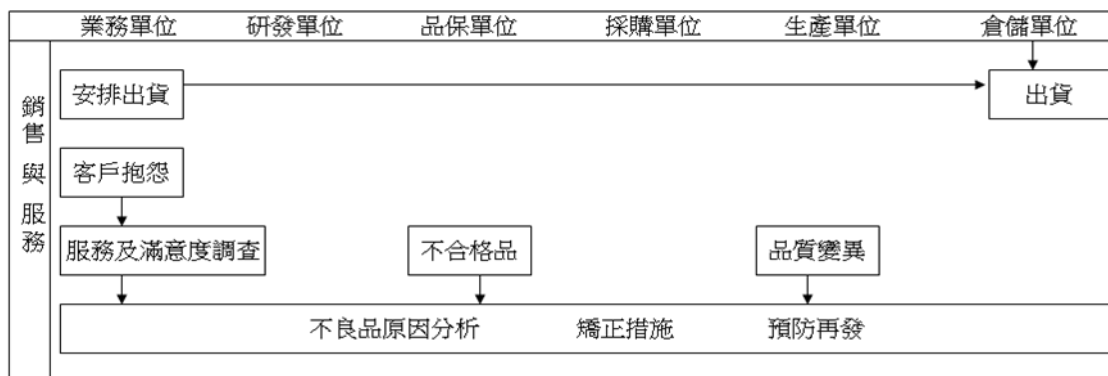 業務單位 研發單位 品保單位 採購單位 生產單位 倉儲單位
銷售與服務
安排出貨 出貨
客戶抱怨
服務及滿意度調查 不合格品 品質變異
不良品原因分析 矯正措施 預防再發